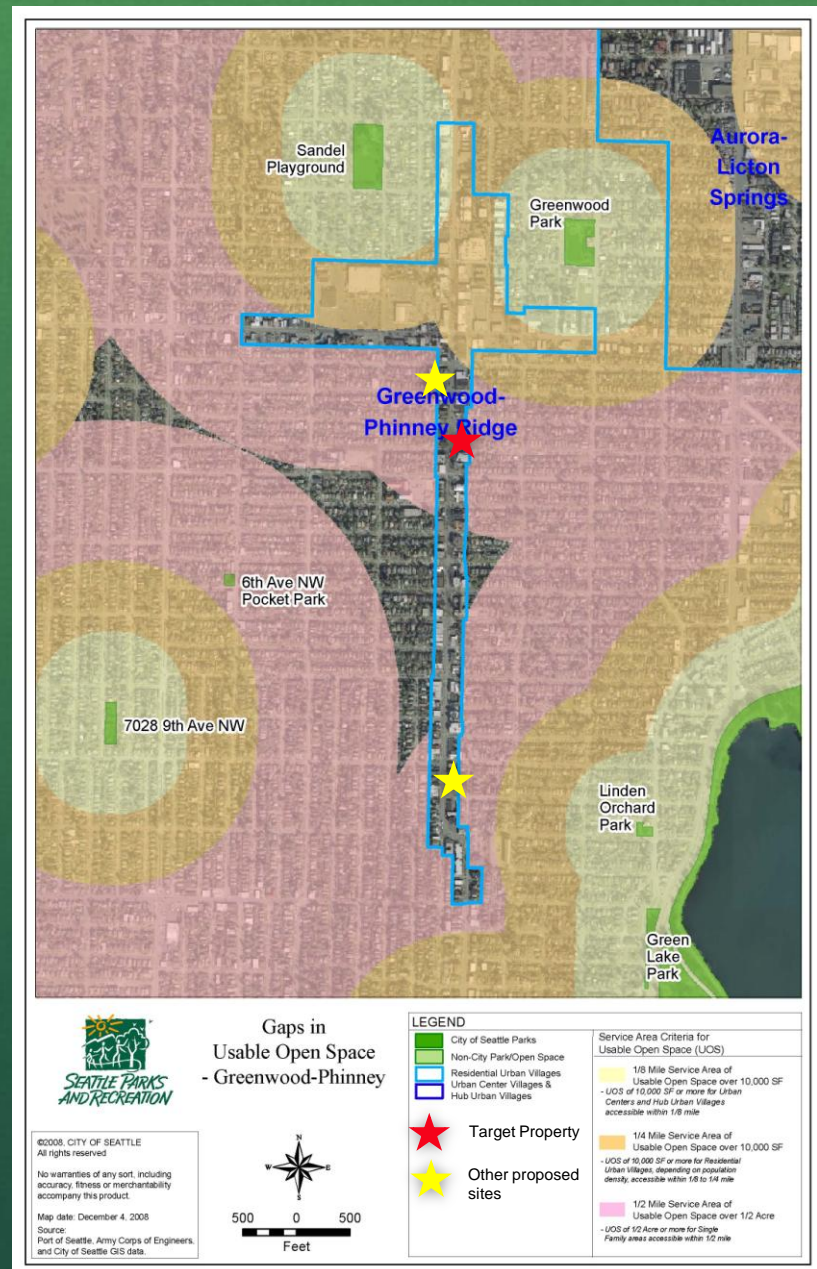 Sandel
Playground
Greenwood
Park
Aurora-
Licton
Springs
Greenwood-
Phinney Ridge
6th Ave NW
Pocket Park
7028 9th Ave NW
Linden
Orchard
Park
Green
Lake
Park
SEATTLE PARKS
AND RECREATION
Gaps in
Usable Open Space
- Greenwood-Phinney
©2008, CITY OF SEATTLE
All rights reserved
No warranties of any sort, including
accuracy, fitness or merchantability
accompany this product.
Map date: December 4, 2008
Source:
Port of Seattle, Army Corps of Engineers,
and City of Seattle GIS data.
N
W
E
S
500 0 500
Feet
LEGEND
City of Seattle Parks
Non-City Park/Open Space
Residential Urban Villages
Urban Center Villages &
Hub Urban Villages
Target Property
Other proposed
sites
Service Area Criteria for
Usable Open Space (UOS)
1/8 Mile Service Area of
Usable Open Space over 10,000 SF
- UOS of 10,000 SF or more for Urban
Centers and Hub Urban Villages
accessible within 1/8 mile
1/4 Mile Service Area of
Usable Open Space over 10,000 SF
- UOS of 10,000 SF or more for Residential
Urban Villages, depending on population
density, accessible within 1/8 to 1/4 mile
1/2 Mile Service Area of
Usable Open Space over 1/2 Acre
- UOS of 1/2 Acre or more for Single
Family areas accessible within 1/2 mile